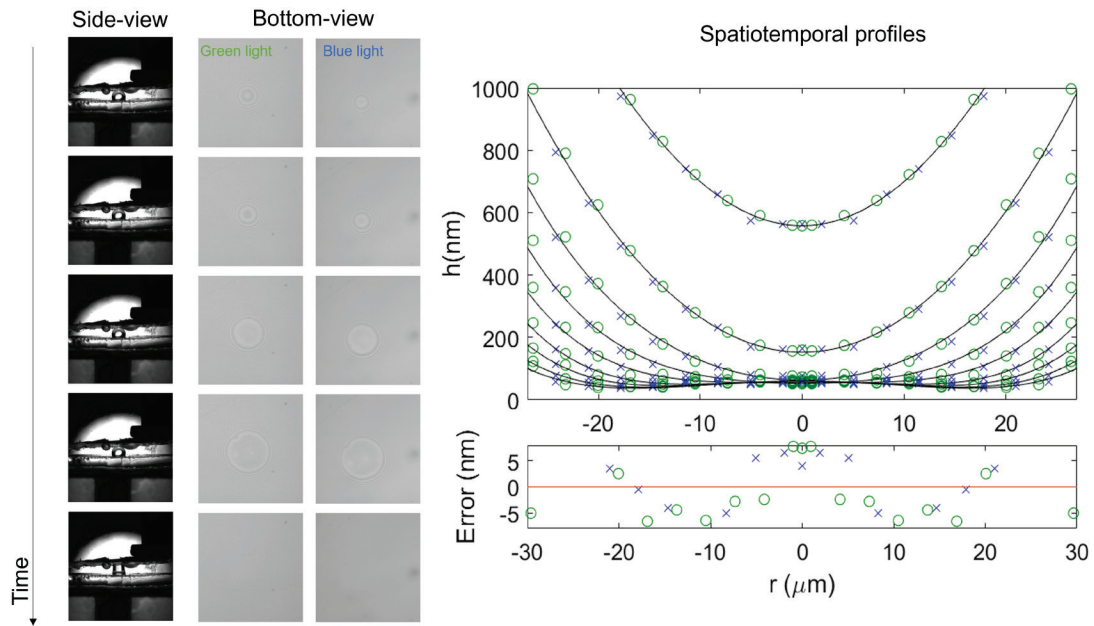 Side-view
Bottom-view
Green light
Blue light
Time
Spatiotemporal profiles
h(nm)
1000
800
600
400
200
0
-20
-10
0
10
20
Error (nm)
5
0
-5
-30
-20
-10
0
10
20
30
r (μm)